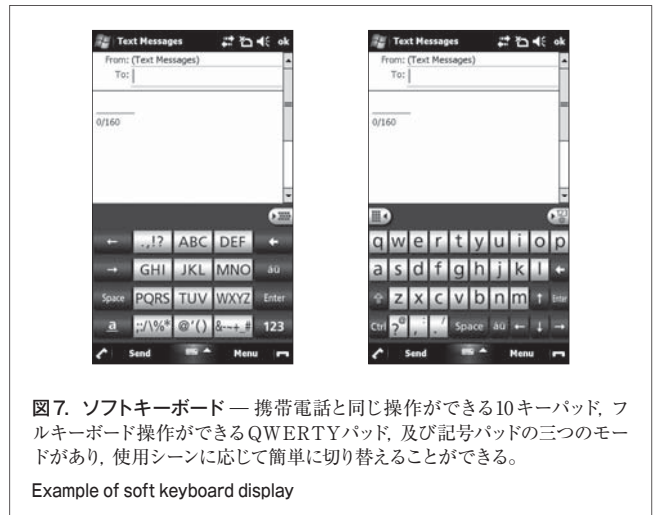 Text Messages ok
From: (Text Messages)
To:
0/160
← .,!? ABC DEF ←
→ GHI JKL MNO áü
Space PQRS TUV WXYZ Enter
a ;:/\%* @'() &-~+_# 123
Send Menu
Text Messages ok
From: (Text Messages)
To:
0/160
q w e r t y u i o p
a s d f g h j k l ←
z x c v b n m ↑ Enter
Ctrl ?@ ,: ./ Space áü ← ↓ →
Send Menu
図7. ソフトキーボード — 携帯電話と同じ操作ができる10キーパッド, フ
ルキーボード操作ができるQWERTYパッド, 及び記号パッドの三つのモー
ドがあり, 使用シーンに応じて簡単に切り替えることができる。
Example of soft keyboard display